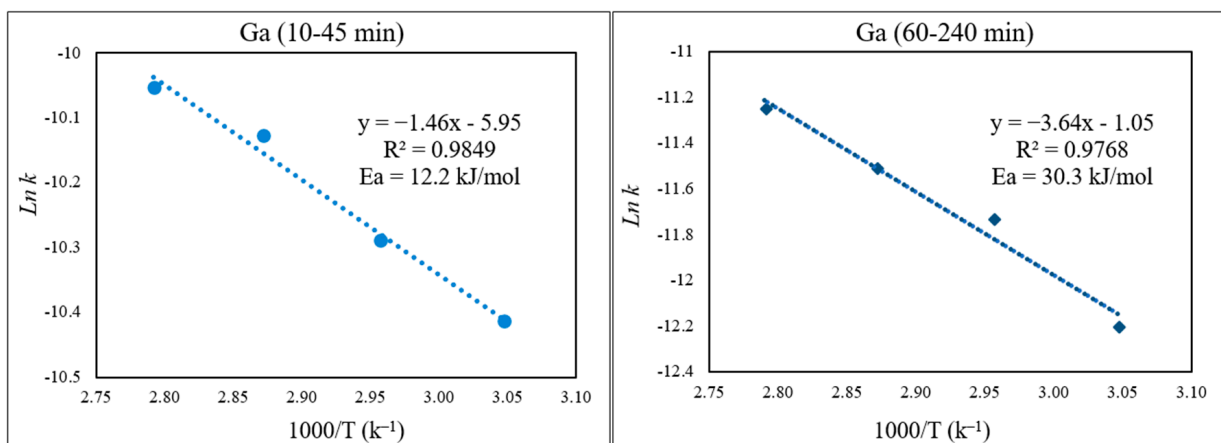 Ga (10-45 min)
-10
-10.1
-10.2
-10.3
-10.4
-10.5
Ln k
y = −1.46x - 5.95
R² = 0.9849
Ea = 12.2 kJ/mol
2.75 2.80 2.85 2.90 2.95 3.00 3.05 3.10
1000/T (k⁻¹)
Ga (60-240 min)
-11
-11.2
-11.4
-11.6
-11.8
-12
-12.2
-12.4
Ln k
y = −3.64x - 1.05
R² = 0.9768
Ea = 30.3 kJ/mol
2.75 2.80 2.85 2.90 2.95 3.00 3.05 3.10
1000/T (k⁻¹)